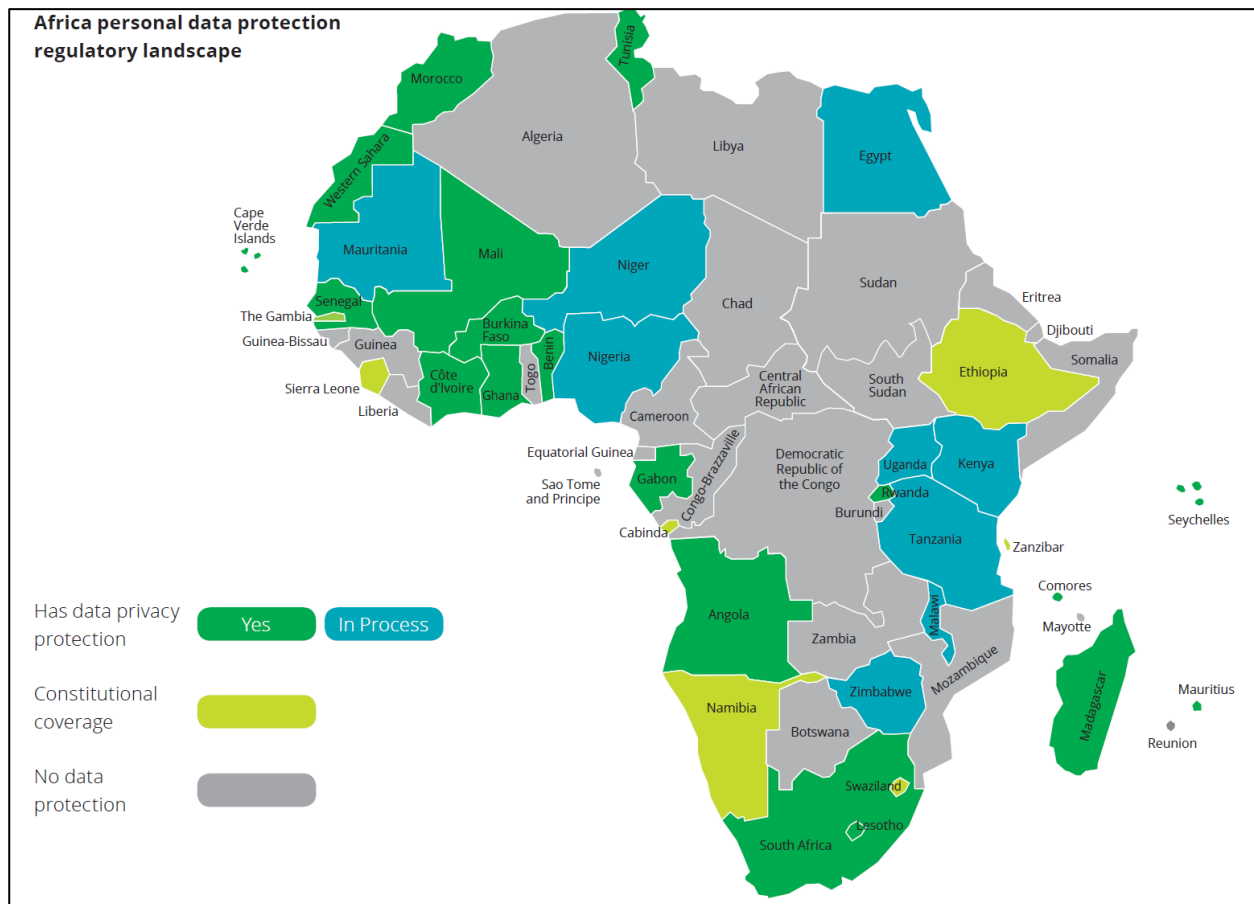 Africa personal data protection
regulatory landscape
Tunisia
Morocco
Algeria
Libya
Egypt
Western Sahara
Cape
Verde
Islands
Mauritania
Mali
Niger
Chad
Sudan
Eritrea
Senegal
The Gambia
Djibouti
Guinea-Bissau
Guinea
Burkina
Faso
Benin
Nigeria
Somalia
Sierra Leone
Côte
d'Ivoire
Ghana
Togo
Central
African
Republic
South
Sudan
Ethiopia
Liberia
Cameroon
Equatorial Guinea
Sao Tome
and Principe
Gabon
Congo-Brazzaville
Democratic
Republic of
the Congo
Uganda
Kenya
Rwanda
Burundi
Seychelles
Cabinda
Tanzania
Zanzibar
Comores
Mayotte
Angola
Malawi
Zambia
Mozambique
Madagascar
Mauritius
Reunion
Zimbabwe
Namibia
Botswana
Swaziland
Lesotho
South Africa
Has data privacy
protection
Yes
In Process
Constitutional
coverage
No data
protection